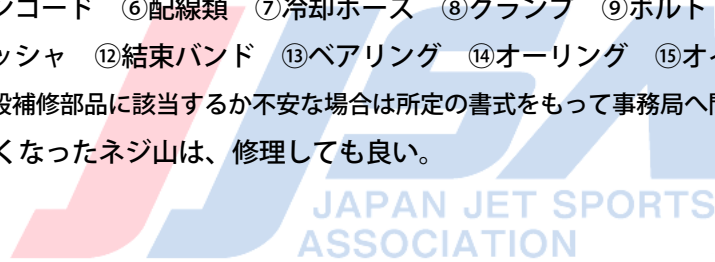 ンコード ⑥配線類 ⑦冷却ホース ⑧クランプ ⑨ボルト
ッシャ ⑫結束バンド ⑬ベアリング ⑭オーリング ⑮オイ
般補修部品に該当するか不安な場合は所定の書式をもって事務局へ
くなったネジ山は、修理しても良い。
JJSA
JAPAN JET SPORTS
ASSOCIATION